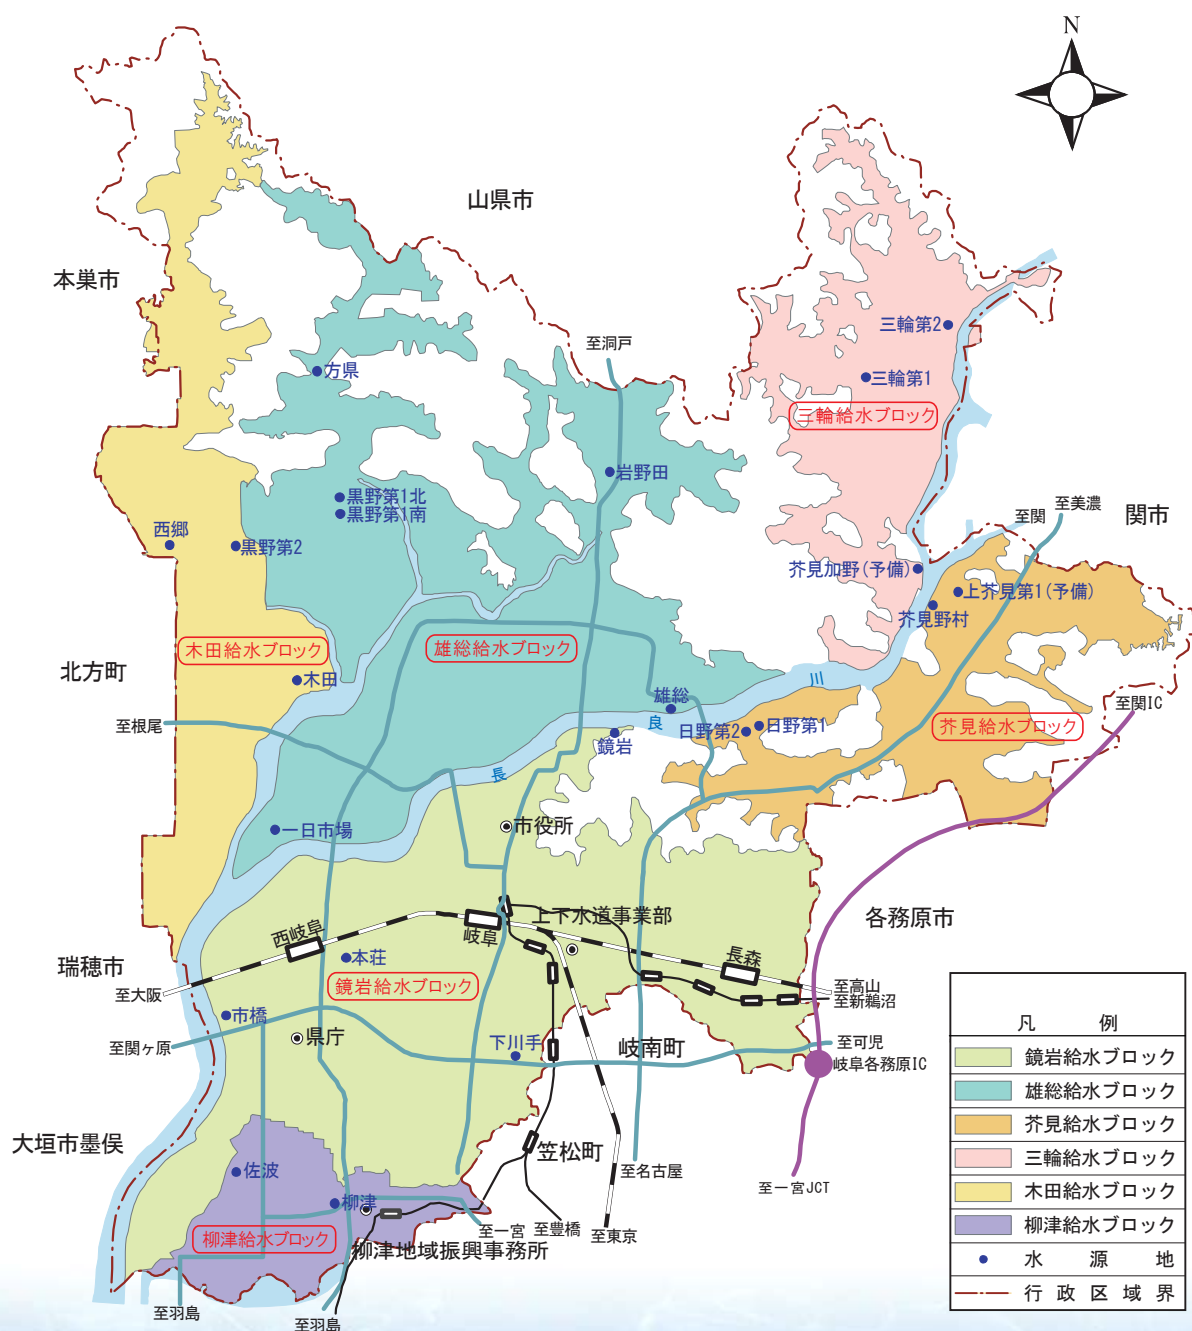 N
山県市
本巣市
至洞戸
三輪第2
方県
三輪第1
三輪給水ブロック
岩野田
黒野第1北
黒野第1南
至美濃
至関
関市
西郷
黒野第2
芥見加野(予備)
上芥見第1(予備)
芥見野村
木田給水ブロック
雄総給水ブロック
北方町
木田
川
雄総
至関IC
至根尾
良
日野第2
日野第1
芥見給水ブロック
鏡岩
長
一日市場
市役所
上下水道事業部
各務原市
西岐阜
岐阜
長森
本荘
瑞穂市
鏡岩給水ブロック
至大阪
至高山
至新鵜沼
市橋
県庁
下川手
岐南町
至可児
至関ヶ原
岐阜各務原IC
大垣市墨俣
笠松町
佐波
至名古屋
至一宮JCT
柳津
柳津給水ブロック
至一宮
至豊橋
至東京
柳津地域振興事務所
至羽島
至羽島
凡例
鏡岩給水ブロック
雄総給水ブロック
芥見給水ブロック
三輪給水ブロック
木田給水ブロック
柳津給水ブロック
水源地
行政区域界